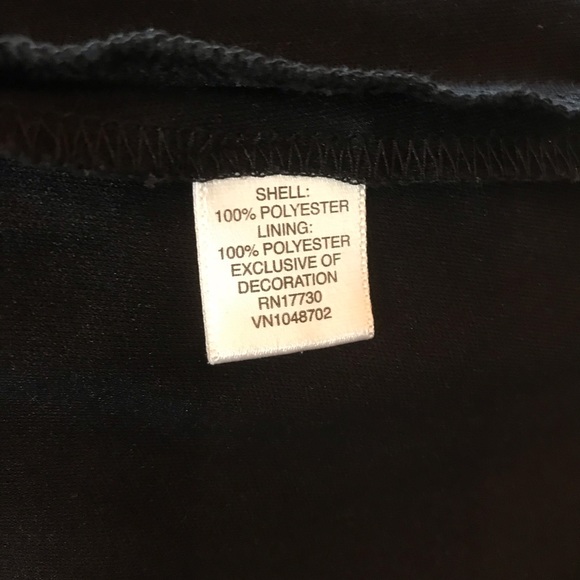 SHELL:
100% POLYESTER
LINING:
100% POLYESTER
EXCLUSIVE OF
DECORATION
RN17730
VN1048702